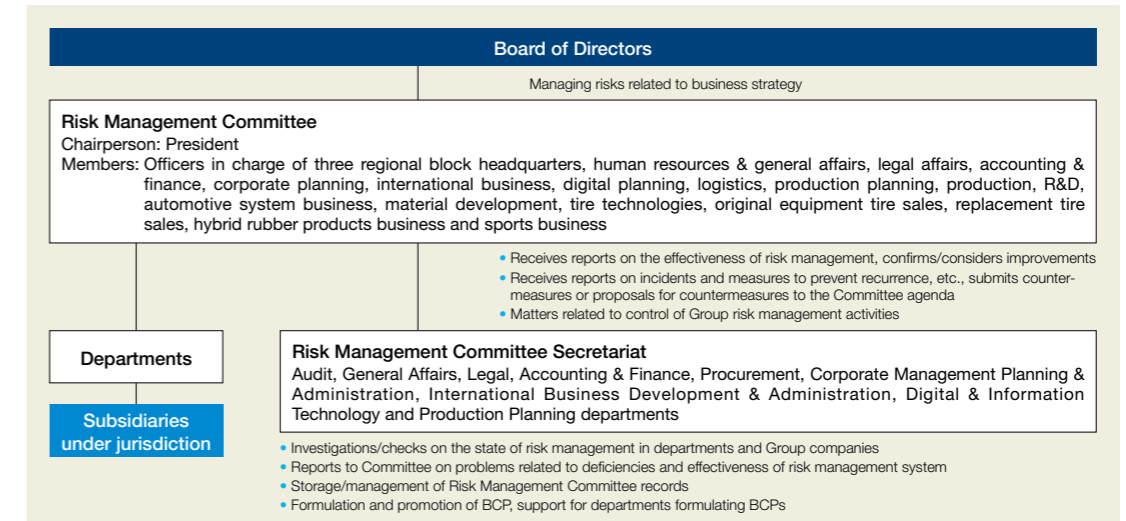 Board of Directors
Managing risks related to business strategy
Risk Management Committee
Chairperson: President
Members: Officers in charge of three regional block headquarters, human resources & general affairs, legal affairs, accounting &
finance, corporate planning, international business, digital planning, logistics, production planning, production, R&D,
automotive system business, material development, tire technologies, original equipment tire sales, replacement tire
sales, hybrid rubber products business and sports business
• Receives reports on the effectiveness of risk management, confirms/considers improvements
• Receives reports on incidents and measures to prevent recurrence, etc., submits counter-
measures or proposals for countermeasures to the Committee agenda
• Matters related to control of Group risk management activities
Departments
Subsidiaries
under jurisdiction
Risk Management Committee Secretariat
Audit, General Affairs, Legal, Accounting & Finance, Procurement, Corporate Management Planning &
Administration, International Business Development & Administration, Digital & Information
Technology and Production Planning departments
• Investigations/checks on the state of risk management in departments and Group companies
• Reports to Committee on problems related to deficiencies and effectiveness of risk management system
• Storage/management of Risk Management Committee records
• Formulation and promotion of BCP, support for departments formulating BCPs